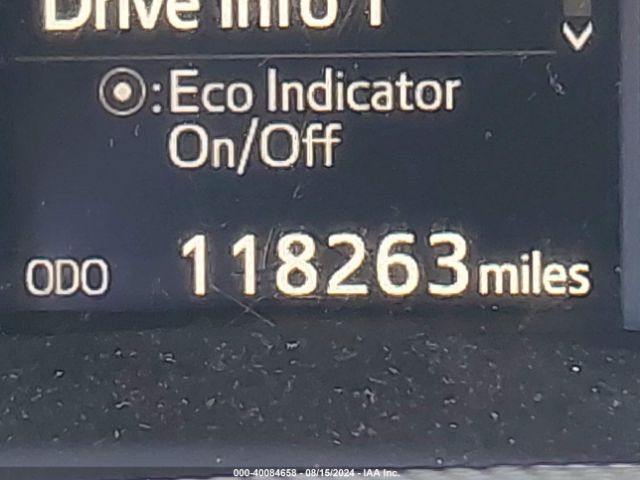 Drive Info 1
:Eco Indicator
On/Off
ODO 118263 miles
000-40084658 - 08/15/2024 - IAA Inc.